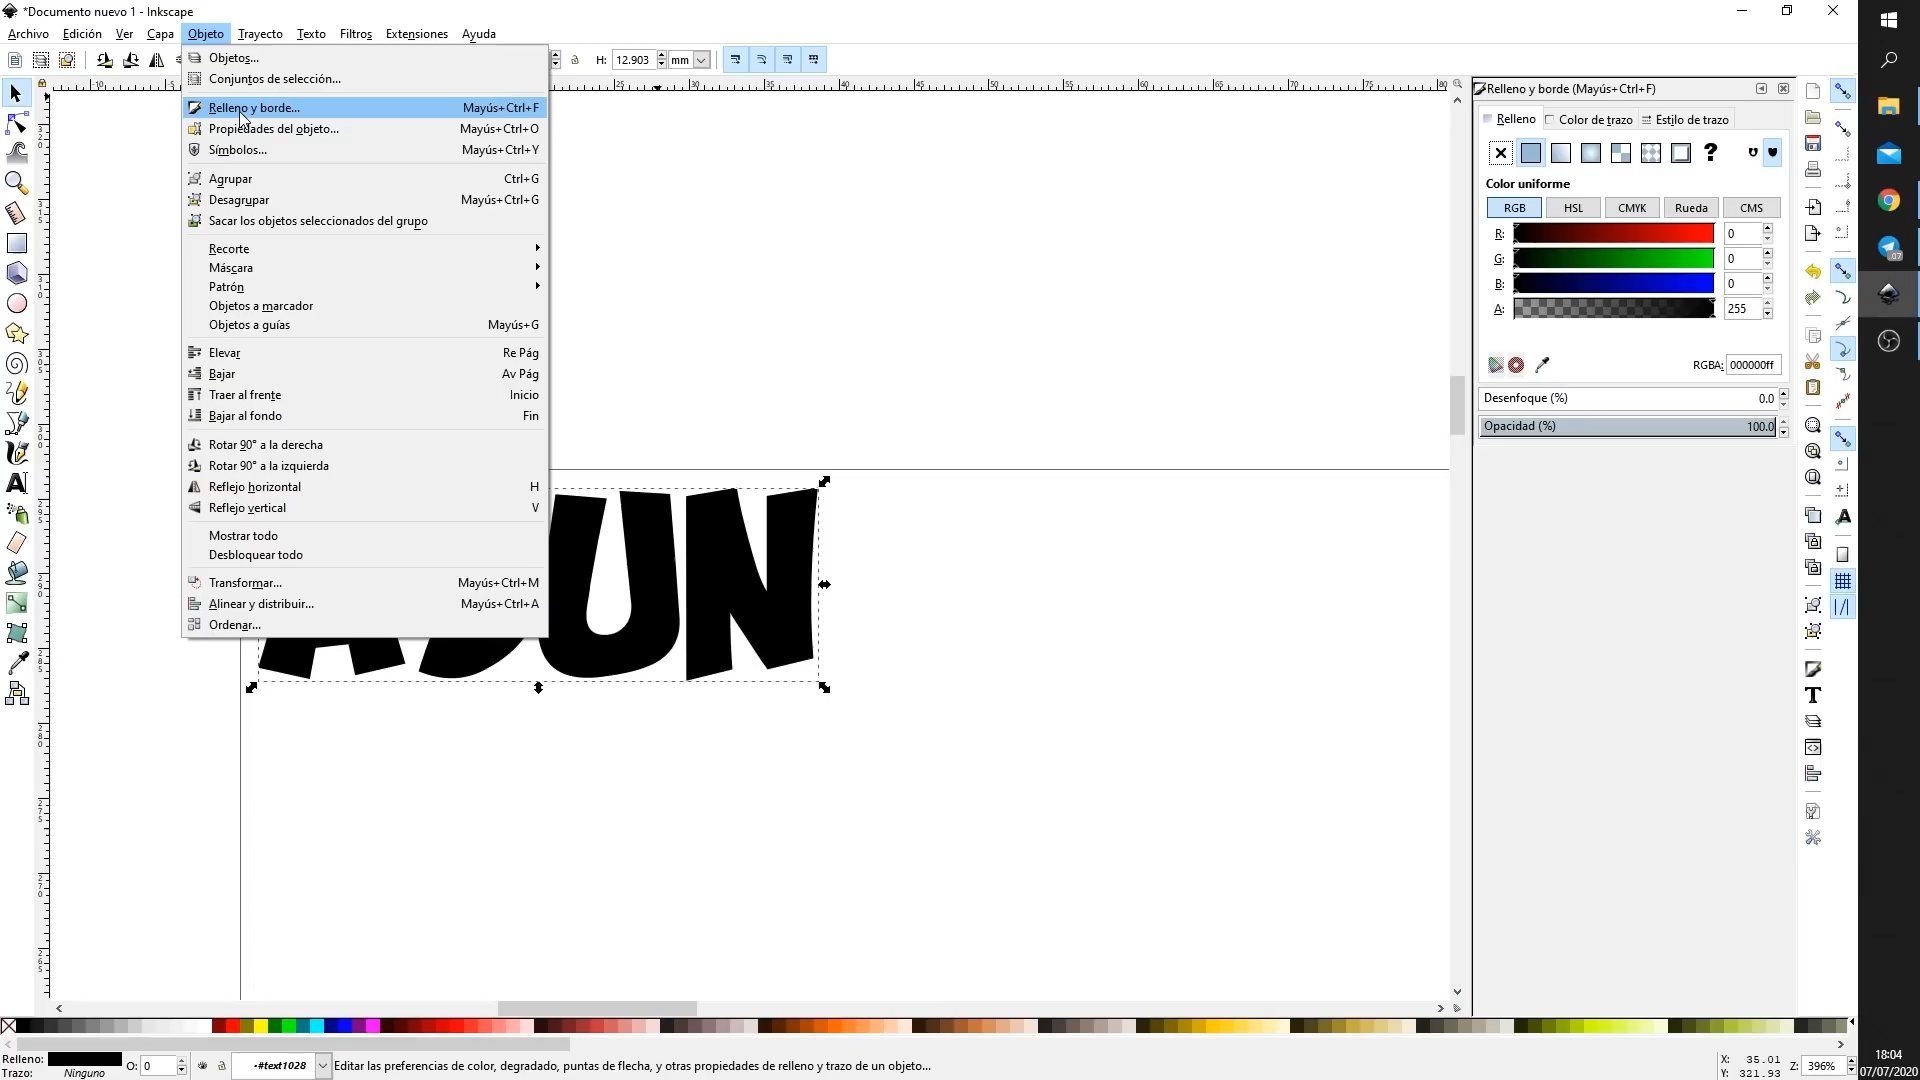 *Documento nuevo 1 - Inkscape
Archivo Edición Ver Capa Objeto Trayecto Texto Filtros Extensiones Ayuda
H: 12.903 mm
Objetos...
Conjuntos de selección...
Relleno y borde... Mayús+Ctrl+F
Propiedades del objeto... Mayús+Ctrl+O
Símbolos... Mayús+Ctrl+Y
Agrupar Ctrl+G
Desagrupar Mayús+Ctrl+G
Sacar los objetos seleccionados del grupo
Recorte
Máscara
Patrón
Objetos a marcador
Objetos a guías Mayús+G
Elevar Re Pág
Bajar Av Pág
Traer al frente Inicio
Bajar al fondo Fin
Rotar 90° a la derecha
Rotar 90° a la izquierda
Reflejo horizontal H
Reflejo vertical V
Mostrar todo
Desbloquear todo
Transformar... Mayús+Ctrl+M
Alinear y distribuir... Mayús+Ctrl+A
Ordenar...
UN
Relleno y borde (Mayús+Ctrl+F)
Relleno Color de trazo Estilo de trazo
Color uniforme
RGB HSL CMYK Rueda CMS
R: 0
G: 0
B: 0
A: 255
RGBA: 000000ff
Desenfoque (%) 0.0
Opacidad (%) 100.0
Relleno:
Trazo: Ninguno
O: 0
-#text1028
Editar las preferencias de color, degradado, puntas de flecha, y otras propiedades de relleno y trazo de un objeto...
X: 35.01
Y: 321.93
Z: 396%
18:04
07/07/2020